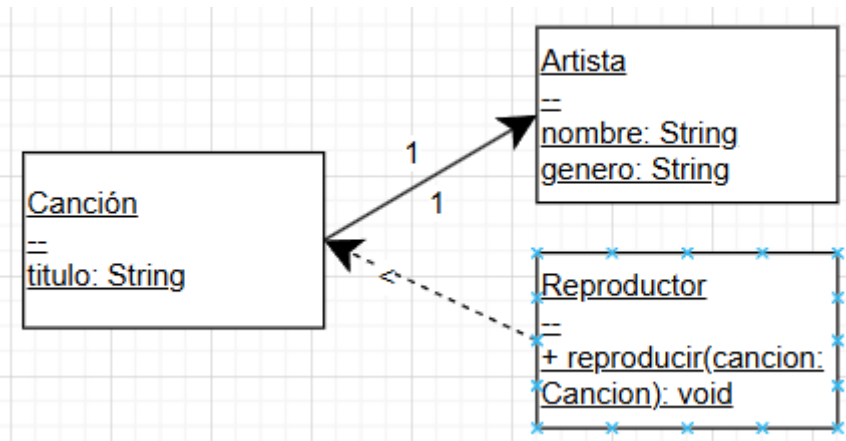 Artista
--
nombre: String
genero: String
1
1
Canción
--
titulo: String
<
Reproductor
--
+ reproducir(cancion:
Cancion): void